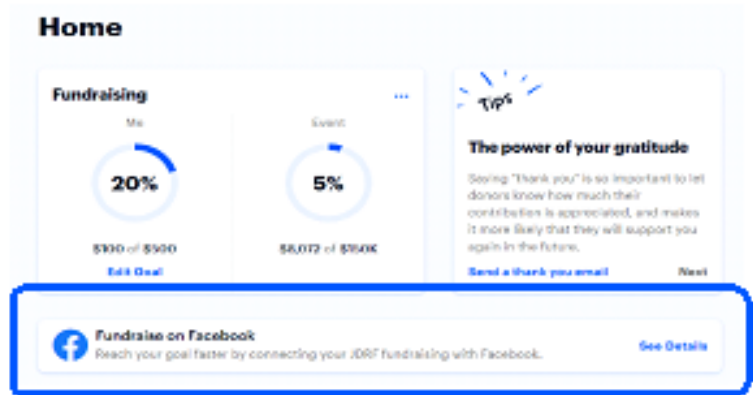 Home
Fundraising
...
Tips
Me
Event
The power of your gratitude
20%
5%
Saying "thank you" is so important to let
donors know how much their
contribution is appreciated, and makes
it more likely that they will support you
again in the future.
$100 of $500
$8,072 of $150K
Edit Goal
Send a thank you email
Next
Fundraise on Facebook
Reach your goal faster by connecting your JDRF fundraising with Facebook.
See Details